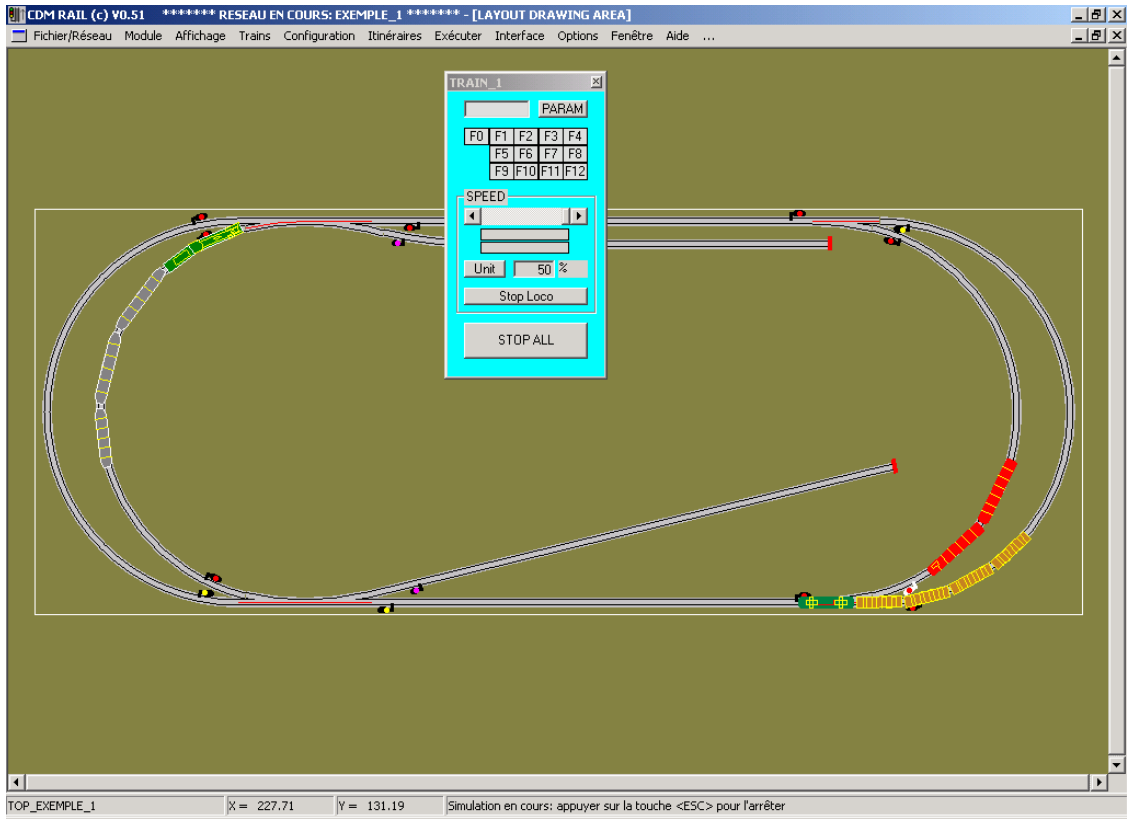 CDM RAIL (c) V0.51 ******* RESEAU EN COURS: EXEMPLE_1 ******* - [LAYOUT DRAWING AREA]
Fichier/Réseau Module Affichage Trains Configuration Itinéraires Exécuter Interface Options Fenêtre Aide ...
TRAIN_1
PARAM
F0 F1 F2 F3 F4
F5 F6 F7 F8
F9 F10 F11 F12
SPEED
Unit 50 %
Stop Loco
STOP ALL
TOP_EXEMPLE_1 X = 227.71 Y = 131.19 Simulation en cours: appuyer sur la touche <ESC> pour l'arrêter